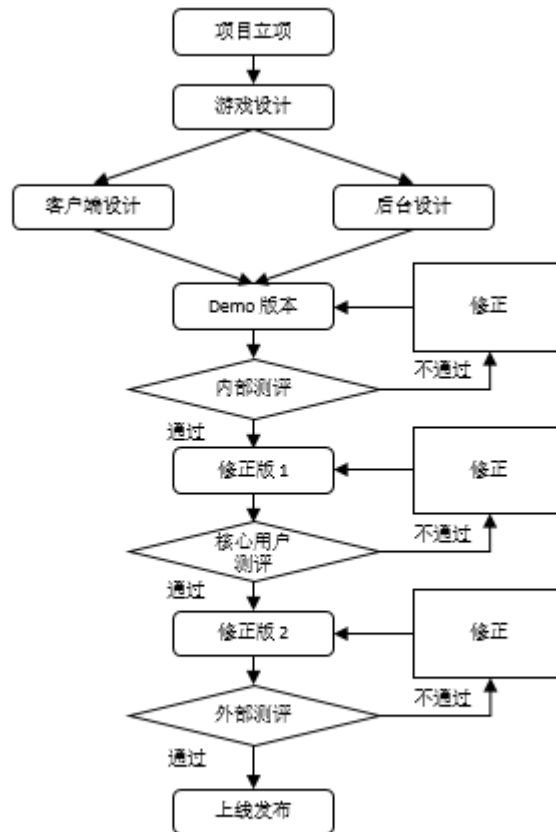 项目立项
游戏设计
客户端设计
后台设计
Demo 版本
修正
内部测评
不通过
通过
修正版 1
修正
核心用户
测评
不通过
通过
修正版 2
修正
外部测评
不通过
通过
上线发布